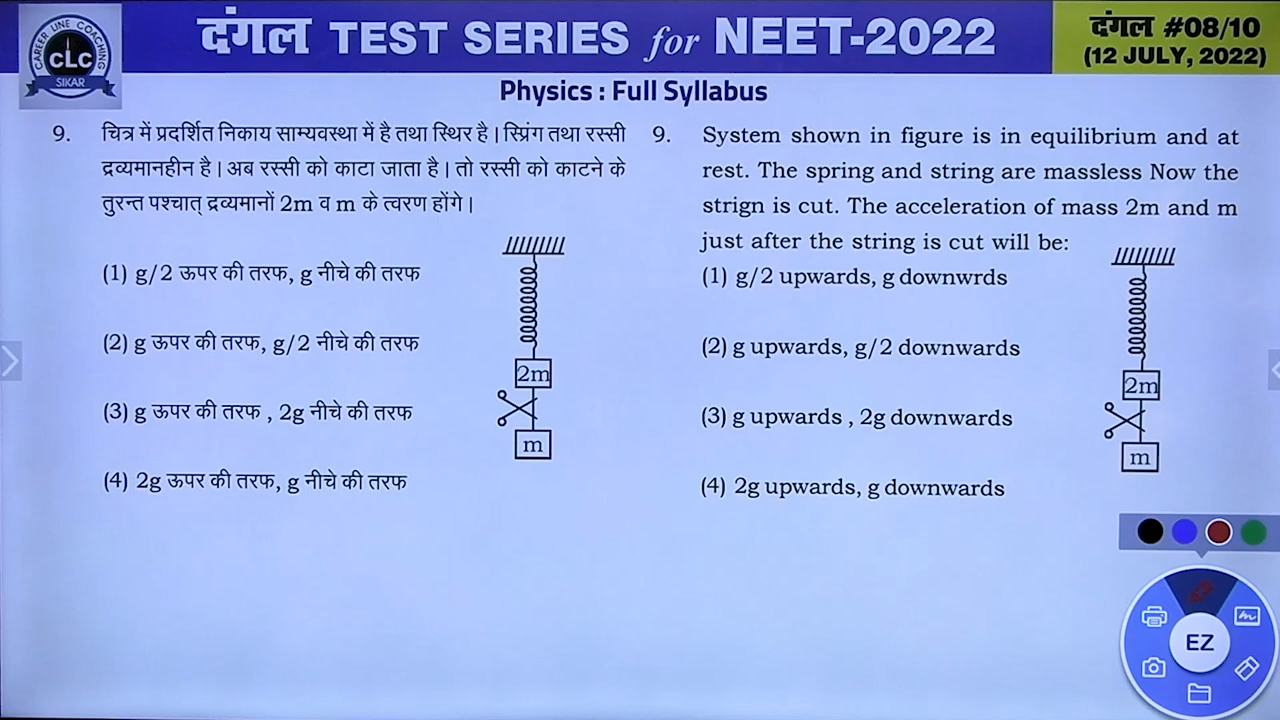 CAREER LINE COACHING
CLC
SIKAR
दंगल TEST SERIES for NEET-2022
दंगल #08/10
(12 JULY, 2022)
Physics : Full Syllabus
9. चित्र में प्रदर्शित निकाय साम्यवस्था में है तथा स्थिर है। स्प्रिंग तथा रस्सी
द्रव्यमानहीन है। अब रस्सी को काटा जाता है। तो रस्सी को काटने के
तुरन्त पश्चात् द्रव्यमानों 2m व m के त्वरण होंगे।
(1) g/2 ऊपर की तरफ, g नीचे की तरफ
(2) g ऊपर की तरफ, g/2 नीचे की तरफ
(3) g ऊपर की तरफ , 2g नीचे की तरफ
(4) 2g ऊपर की तरफ, g नीचे की तरफ
2m
m
9. System shown in figure is in equilibrium and at
rest. The spring and string are massless Now the
strign is cut. The acceleration of mass 2m and m
just after the string is cut will be:
(1) g/2 upwards, g downwrds
(2) g upwards, g/2 downwards
(3) g upwards , 2g downwards
(4) 2g upwards, g downwards
2m
m
EZ